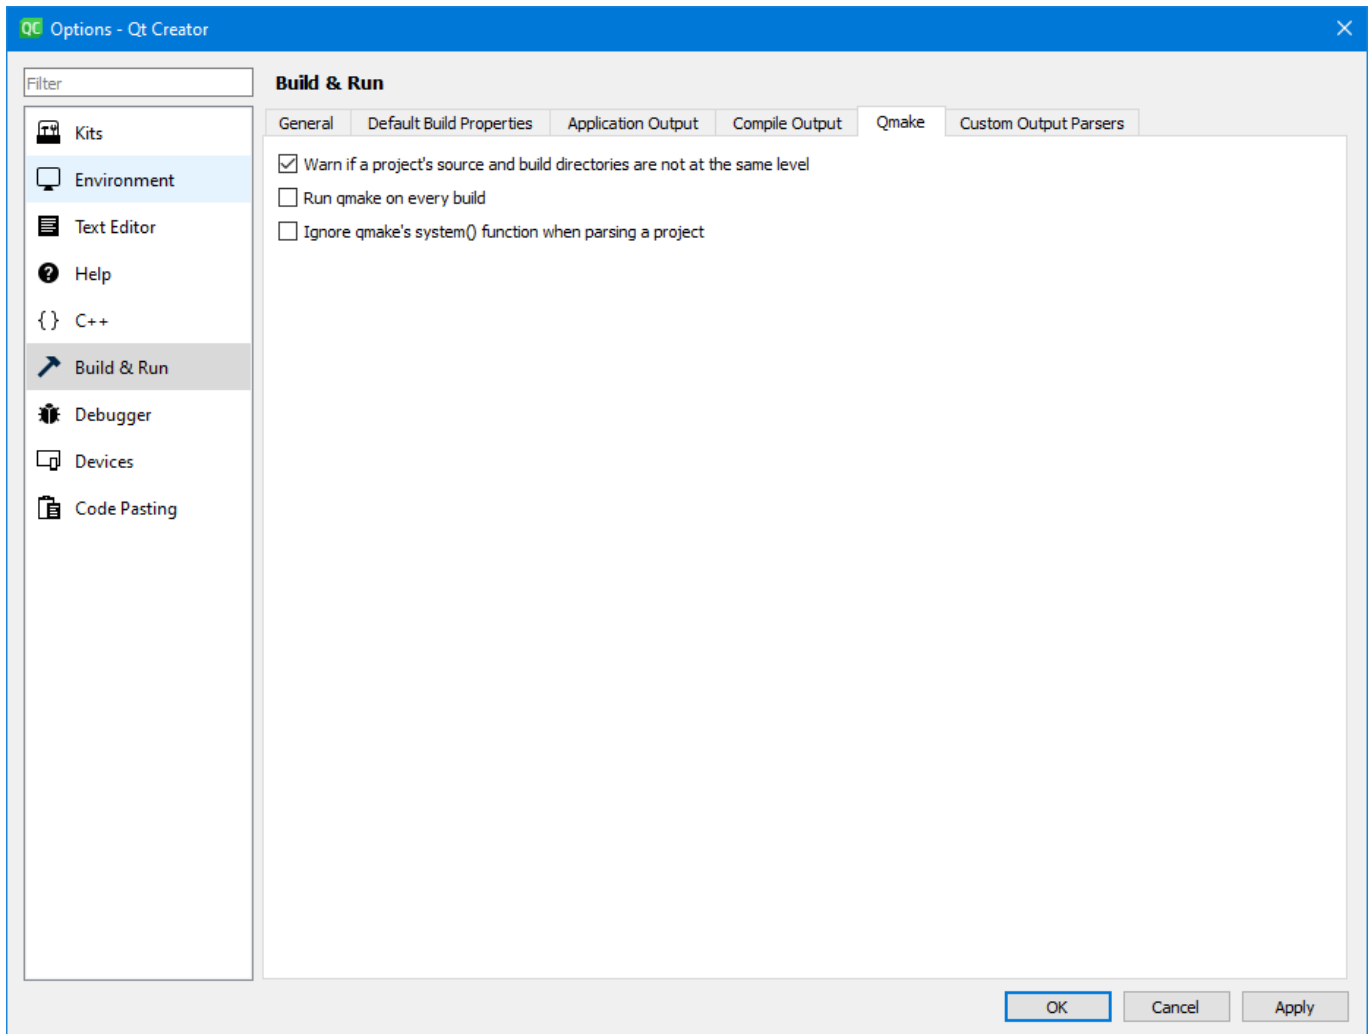 QC Options - Qt Creator
Filter
Build & Run
General Default Build Properties Application Output Compile Output Qmake Custom Output Parsers
Kits
Environment
Text Editor
Help
{} C++
Build & Run
Debugger
Devices
Code Pasting
Warn if a project's source and build directories are not at the same level
Run qmake on every build
Ignore qmake's system() function when parsing a project
OK Cancel Apply